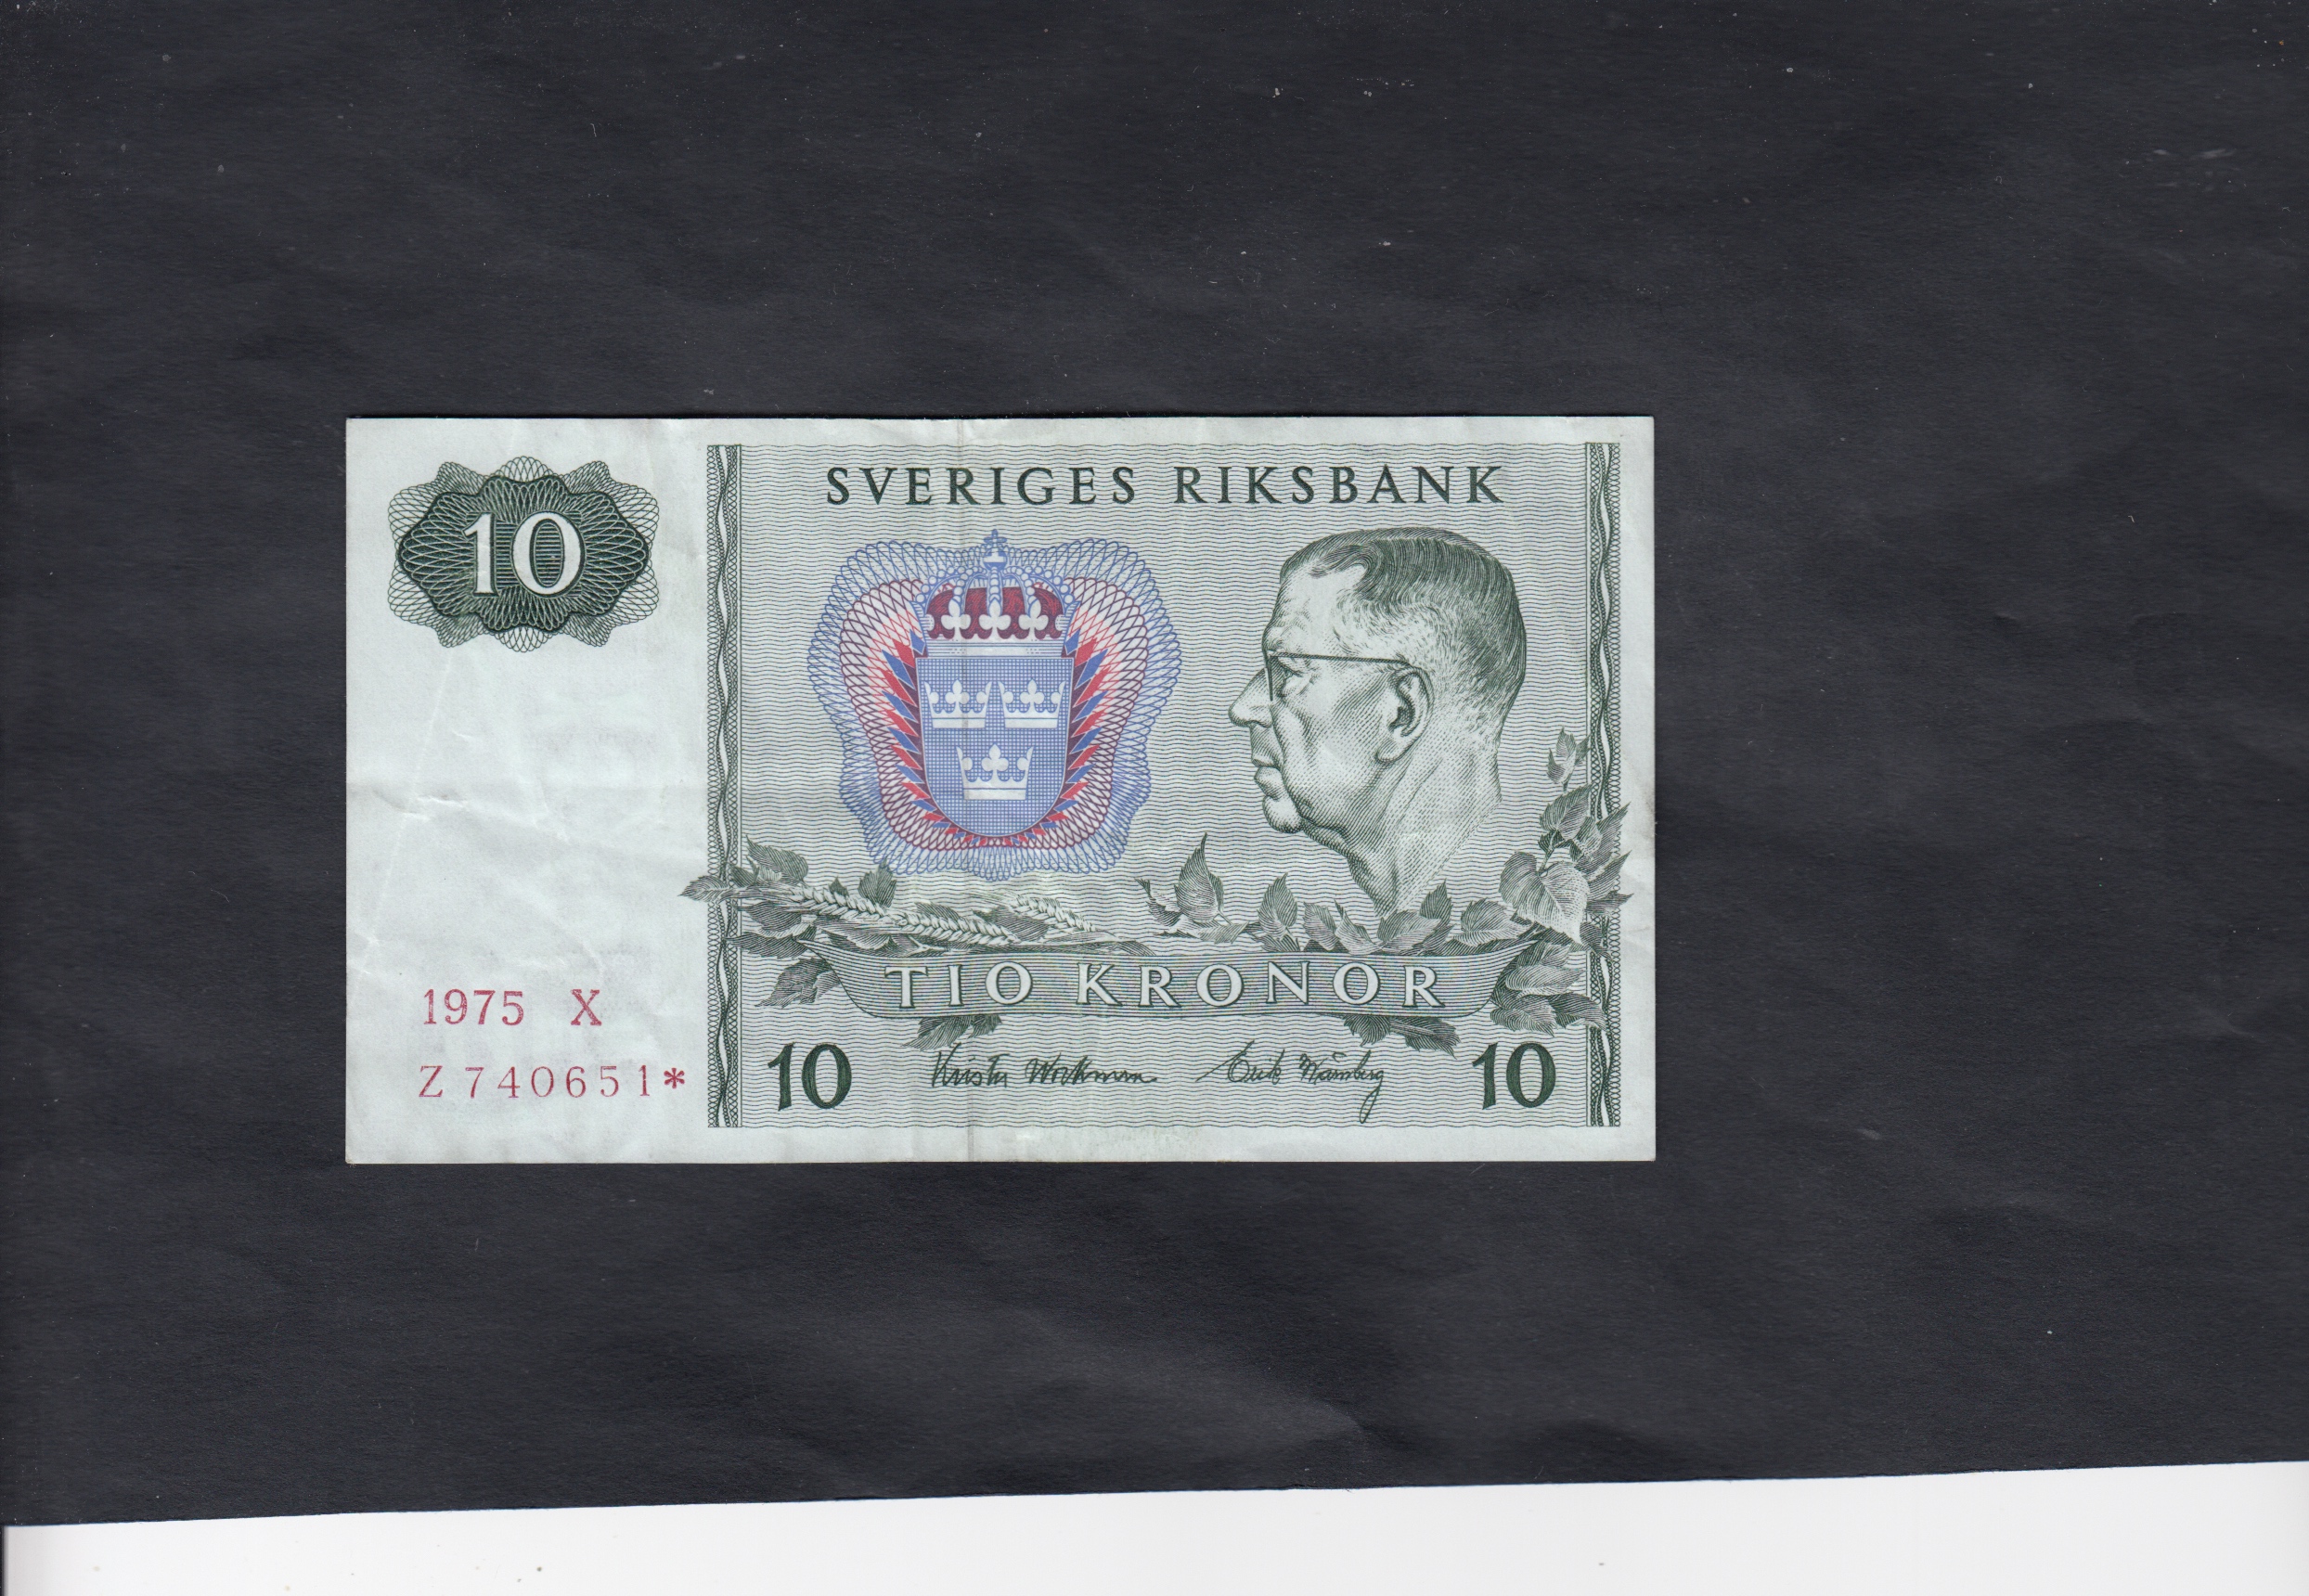 SVERIGES RIKSBANK
10
TIO KRONOR
1975 X
Z 740651*
10
10